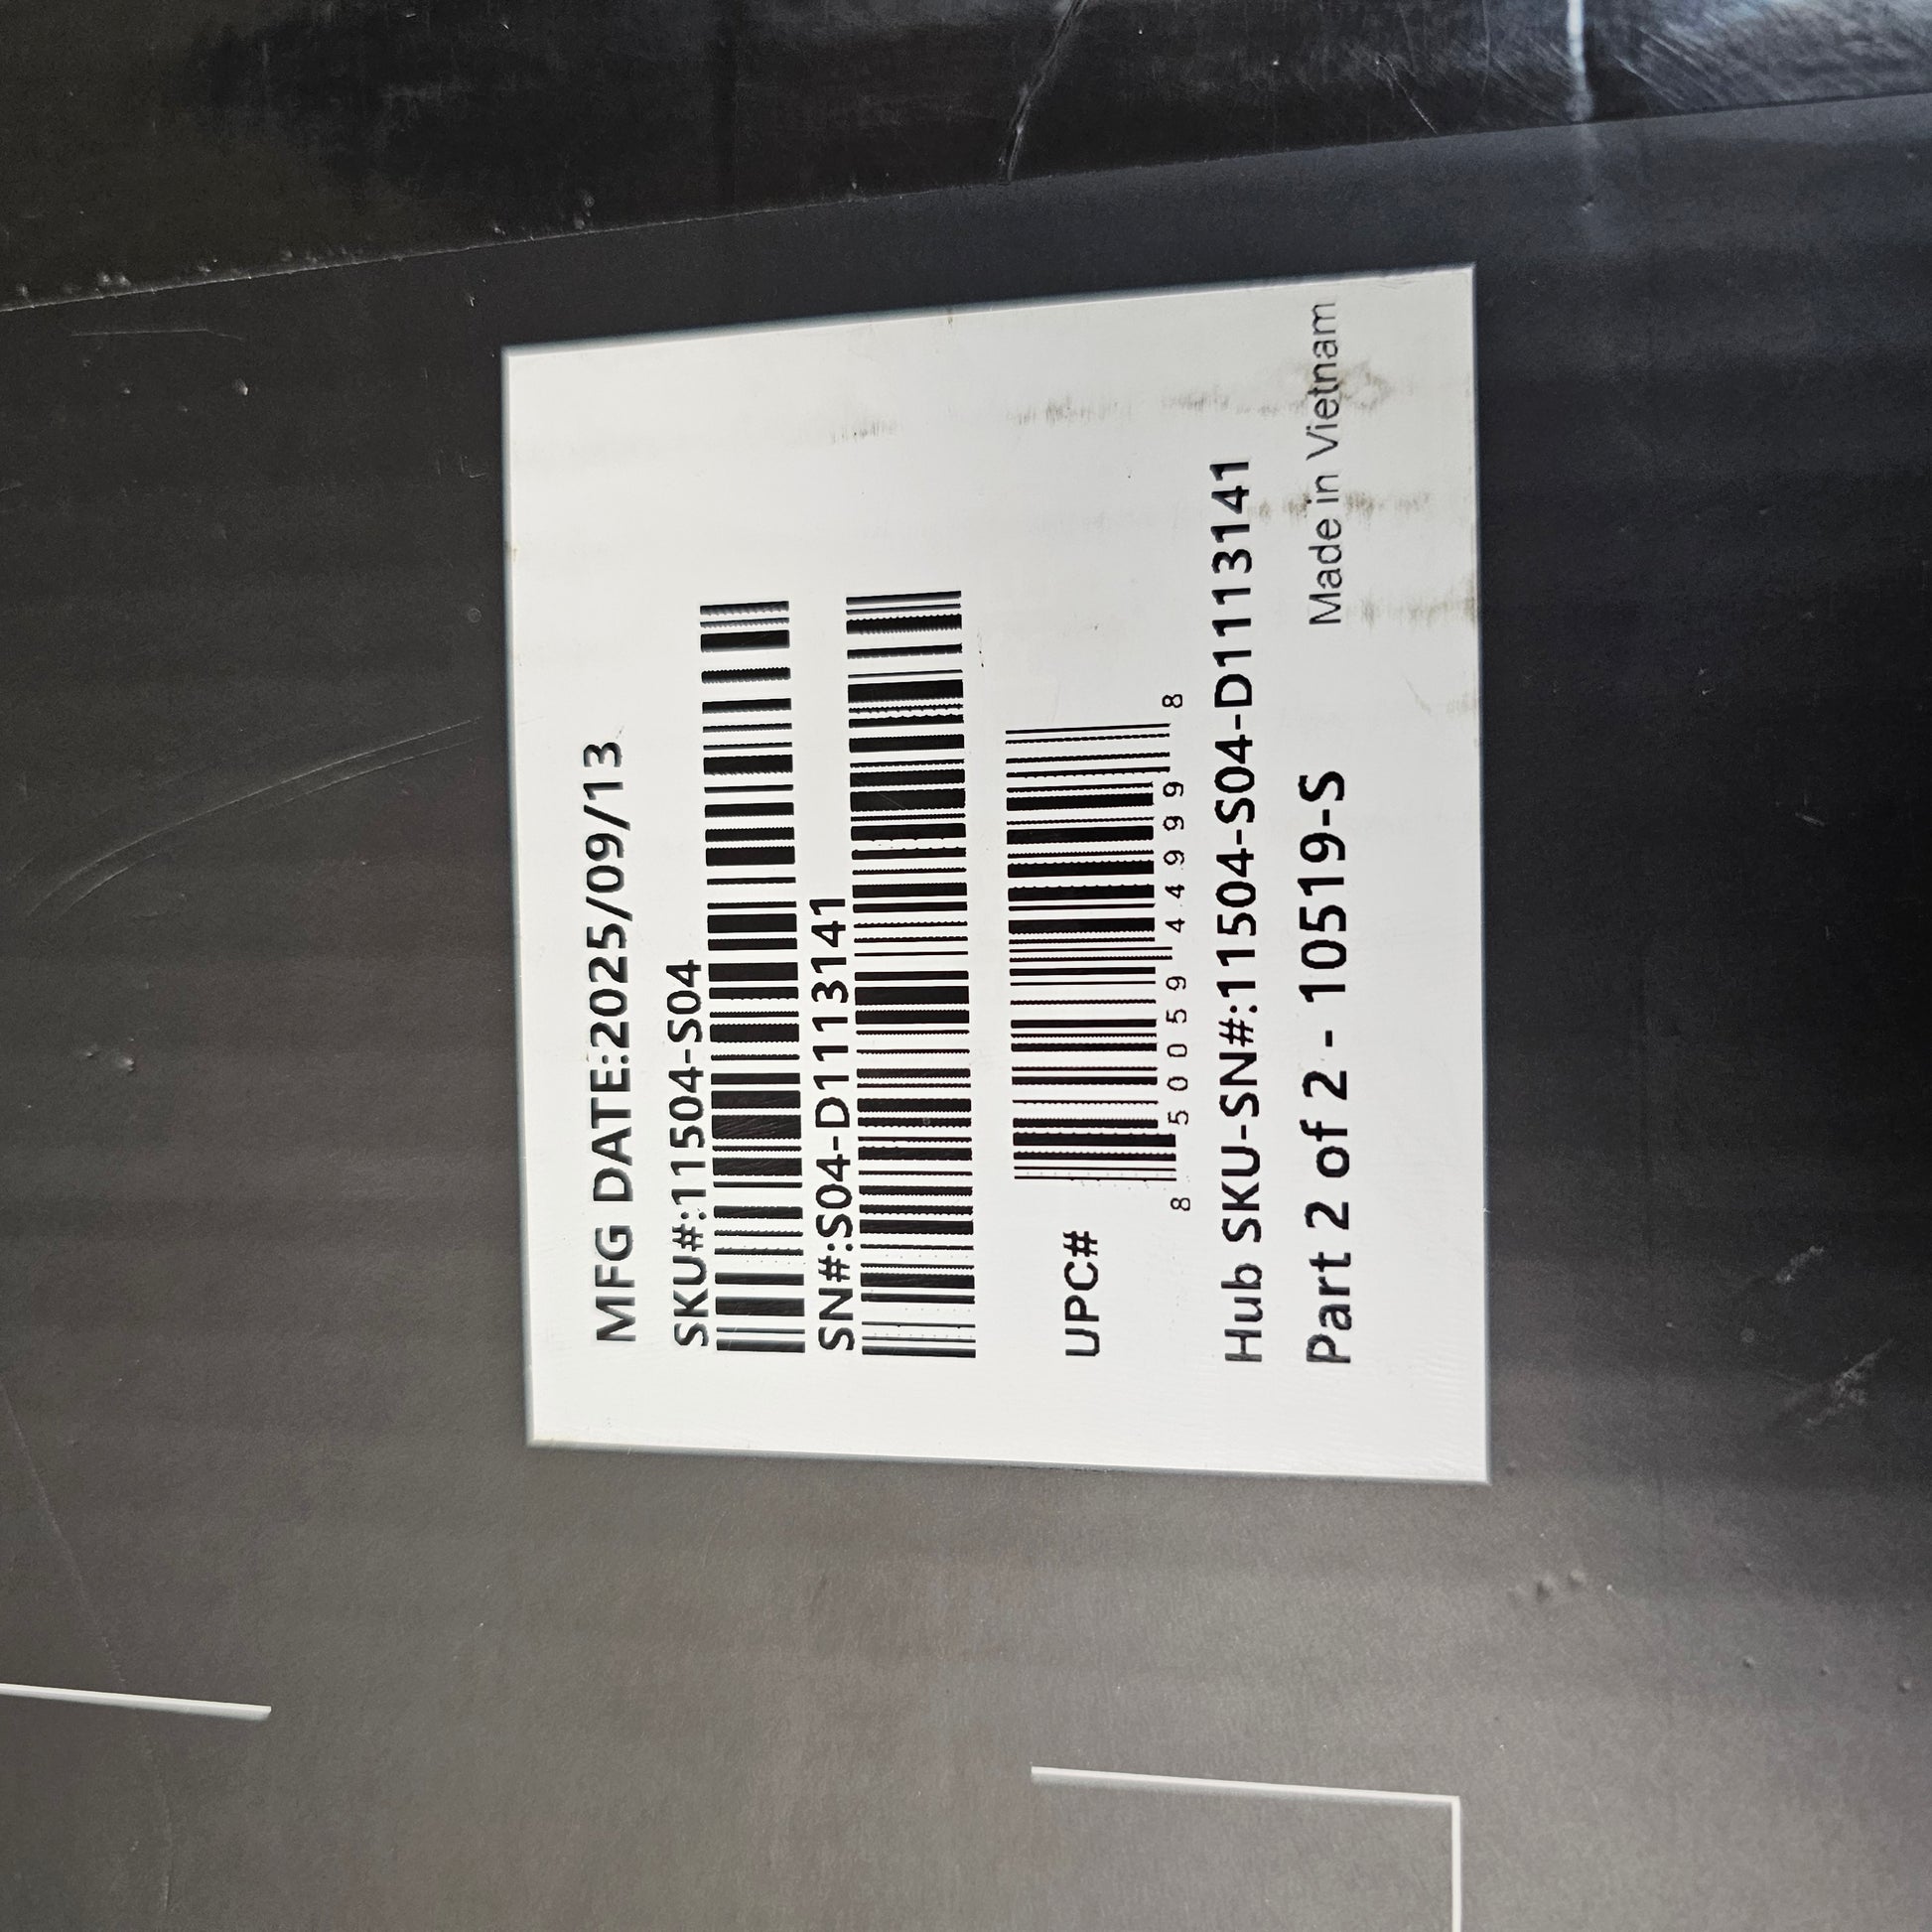 MFG DATE:2025/09/13
SKU#:11504-S04
SN#:S04-D1113141
UPC#
8 50059 44999 8
Hub SKU-SN#:11504-S04-D1113141
Part 2 of 2 - 10519-S
Made in Vietnam